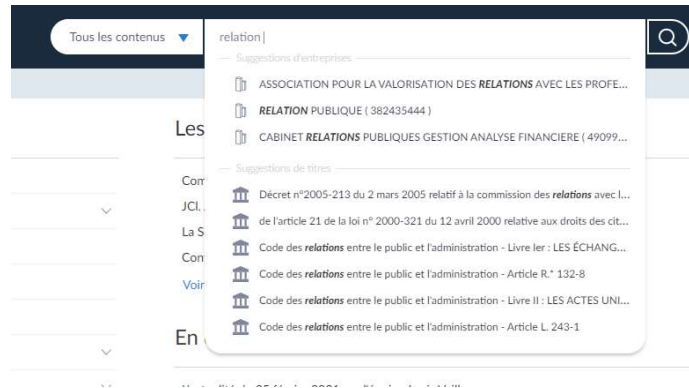 Tous les contenus
relation
Suggestions d'entreprises
ASSOCIATION POUR LA VALORISATION DES RELATIONS AVEC LES PROFE...
RELATION PUBLIQUE ( 382435444 )
CABINET RELATIONS PUBLIQUES GESTION ANALYSE FINANCIERE ( 49099...
Suggestions de titres
Décret n°2005-213 du 2 mars 2005 relatif à la commission des relations avec l...
de l'article 21 de la loi n° 2000-321 du 12 avril 2000 relative aux droits des cit...
Code des relations entre le public et l'administration - Livre Ier : LES ÉCHANG...
Code des relations entre le public et l'administration - Article R.* 132-8
Code des relations entre le public et l'administration - Livre II : LES ACTES UNI...
Code des relations entre le public et l'administration - Article L. 243-1
Les
Com
JCl.
La S
Con
Voir
En